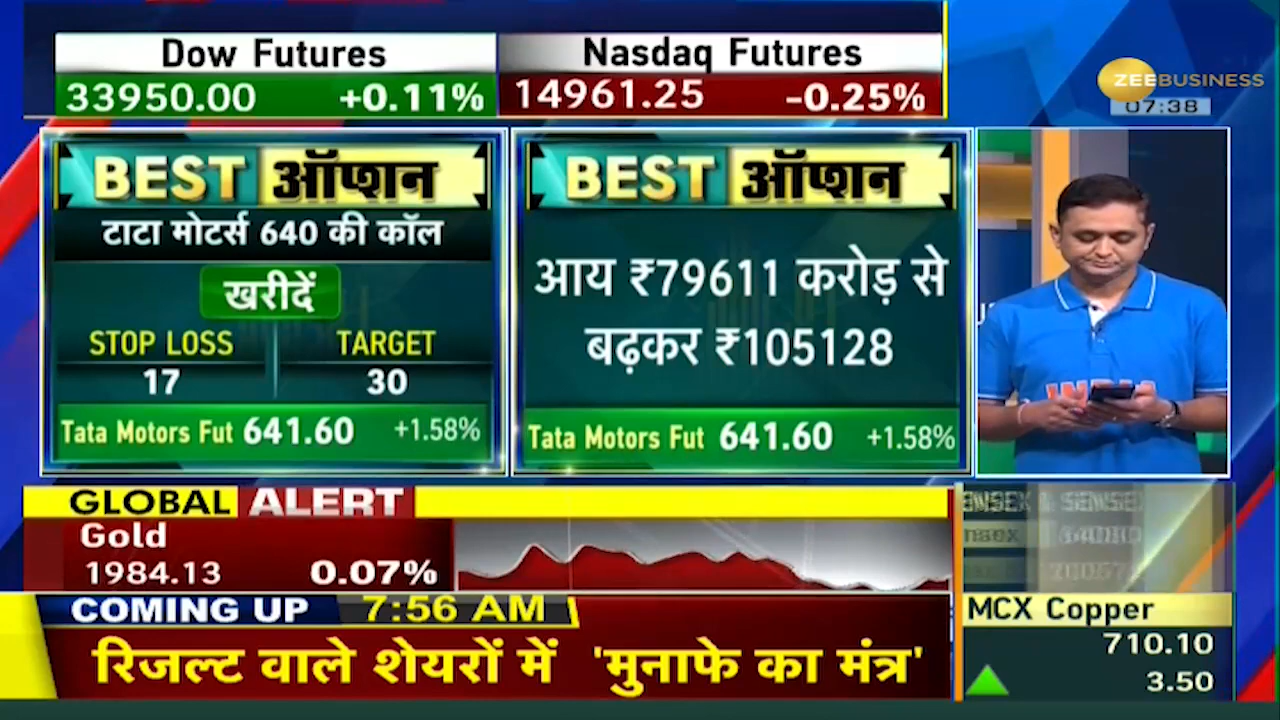 Dow Futures
33950.00 +0.11%
Nasdaq Futures
14961.25 -0.25%
ZEEBUSINESS
07:38
BEST ऑप्शन
टाटा मोटर्स 640 की कॉल
खरीदें
STOP LOSS TARGET
17 30
Tata Motors Fut 641.60 +1.58%
BEST ऑप्शन
आय ₹79611 करोड़ से
बढ़कर ₹105128
Tata Motors Fut 641.60 +1.58%
GLOBAL ALERT
Gold
1984.13 0.07%
COMING UP 7:56 AM
रिजल्ट वाले शेयरों में 'मुनाफे का मंत्र'
MCX Copper
710.10
3.50